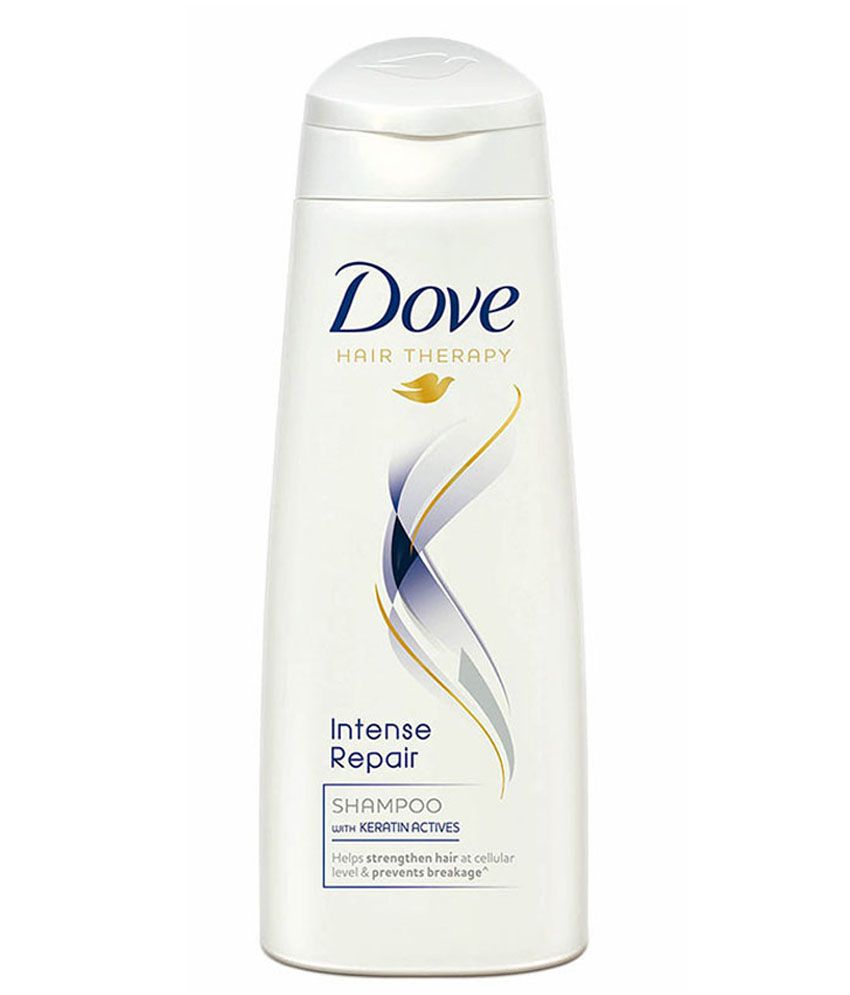 Dove
HAIR THERAPY
Intense
Repair
SHAMPOO
WITH KERATIN ACTIVES
Helps strengthen hair at cellular
level & prevents breakage^